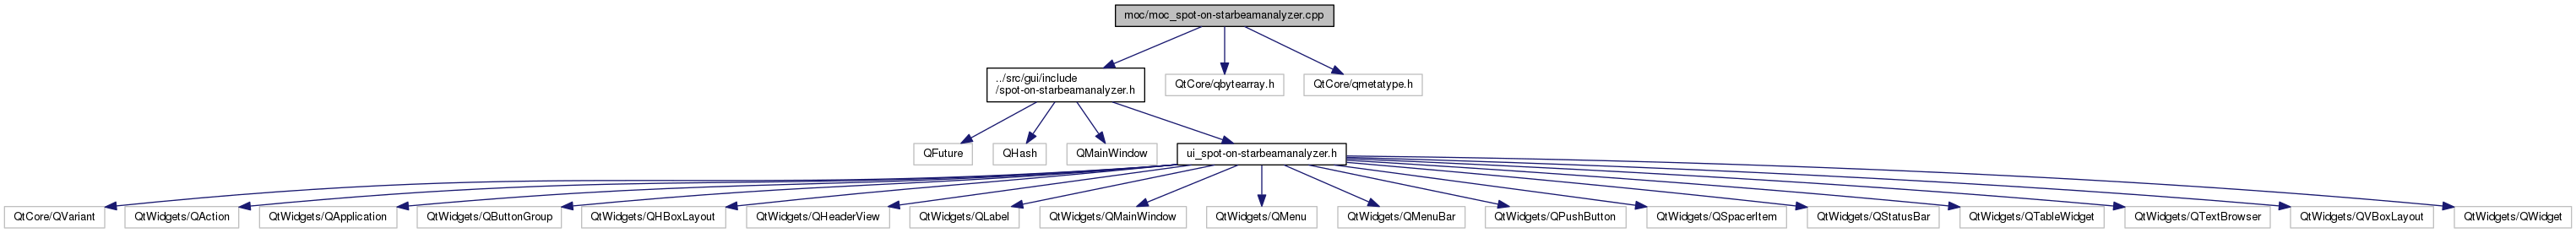 moc/moc_spot-on-starbeamanalyzer.cpp
../src/gui/include
/spot-on-starbeamanalyzer.h
QtCore/qbytearray.h
QtCore/qmetatype.h
QFuture
QHash
QMainWindow
ui_spot-on-starbeamanalyzer.h
QtCore/QVariant
QtWidgets/QAction
QtWidgets/QApplication
QtWidgets/QButtonGroup
QtWidgets/QHBoxLayout
QtWidgets/QHeaderView
QtWidgets/QLabel
QtWidgets/QMainWindow
QtWidgets/QMenu
QtWidgets/QMenuBar
QtWidgets/QPushButton
QtWidgets/QSpacerItem
QtWidgets/QStatusBar
QtWidgets/QTableWidget
QtWidgets/QTextBrowser
QtWidgets/QVBoxLayout
QtWidgets/QWidget